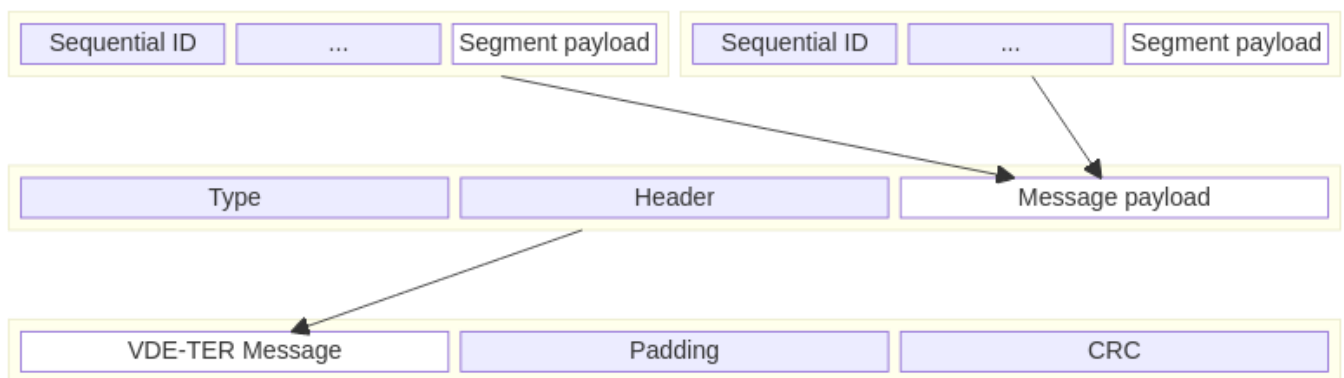 Sequential ID
...
Segment payload
Sequential ID
...
Segment payload
Type
Header
Message payload
VDE-TER Message
Padding
CRC